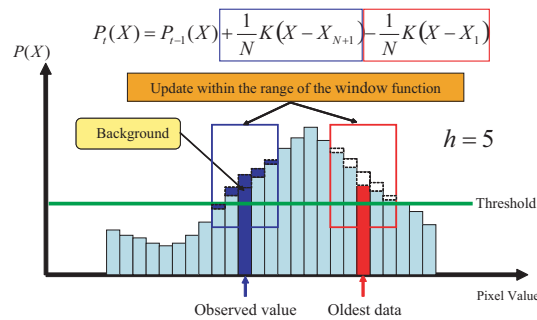 P_t(X) = P_{t-1}(X) + \frac{1}{N} K(X - X_{N+1}) - \frac{1}{N} K(X - X_1)
P(X)
Update within the range of the window function
Background
h = 5
Threshold
Observed value
Oldest data
Pixel Value